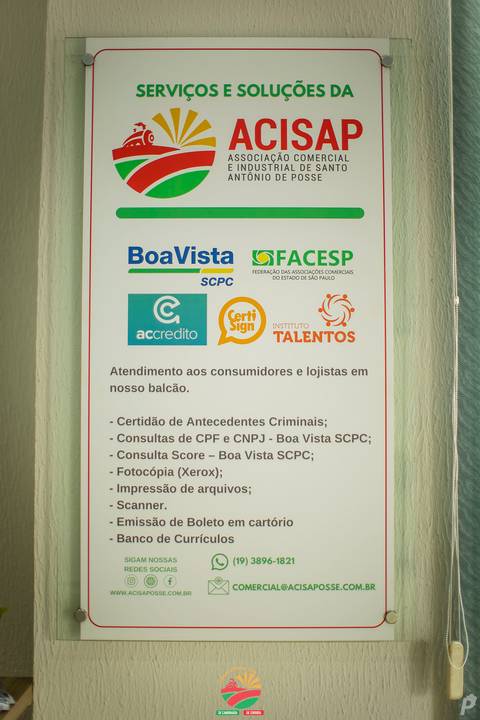 SERVIÇOS E SOLUÇÕES DA
ACISAP
ASSOCIAÇÃO COMERCIAL
E INDUSTRIAL DE SANTO
ANTÔNIO DE POSSE
BoaVista
SCPC
FACESP
FEDERAÇÃO DAS ASSOCIAÇÕES COMERCIAIS
DO ESTADO DE SÃO PAULO
accredito
Certi
Sign
INSTITUTO
TALENTOS
Atendimento aos consumidores e lojistas em
nosso balcão.
- Certidão de Antecedentes Criminais;
- Consultas de CPF e CNPJ - Boa Vista SCPC;
- Consulta Score – Boa Vista SCPC;
- Fotocópia (Xerox);
- Impressão de arquivos;
- Scanner.
- Emissão de Boleto em cartório
- Banco de Currículos
SIGAM NOSSAS
REDES SOCIAIS
WWW.ACISAPOSSE.COM.BR
(19) 3896-1821
COMERCIAL@ACISAPOSSE.COM.BR